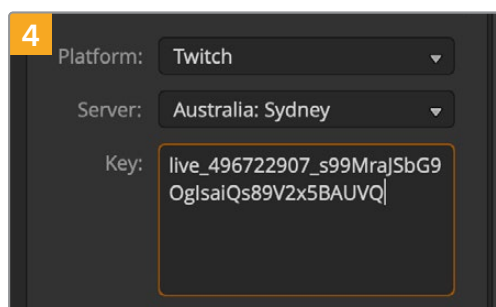 4
Platform: Twitch
Server: Australia: Sydney
Key: live_496722907_s99MraJSbG9
OgIsaiQs89V2x5BAUVQ